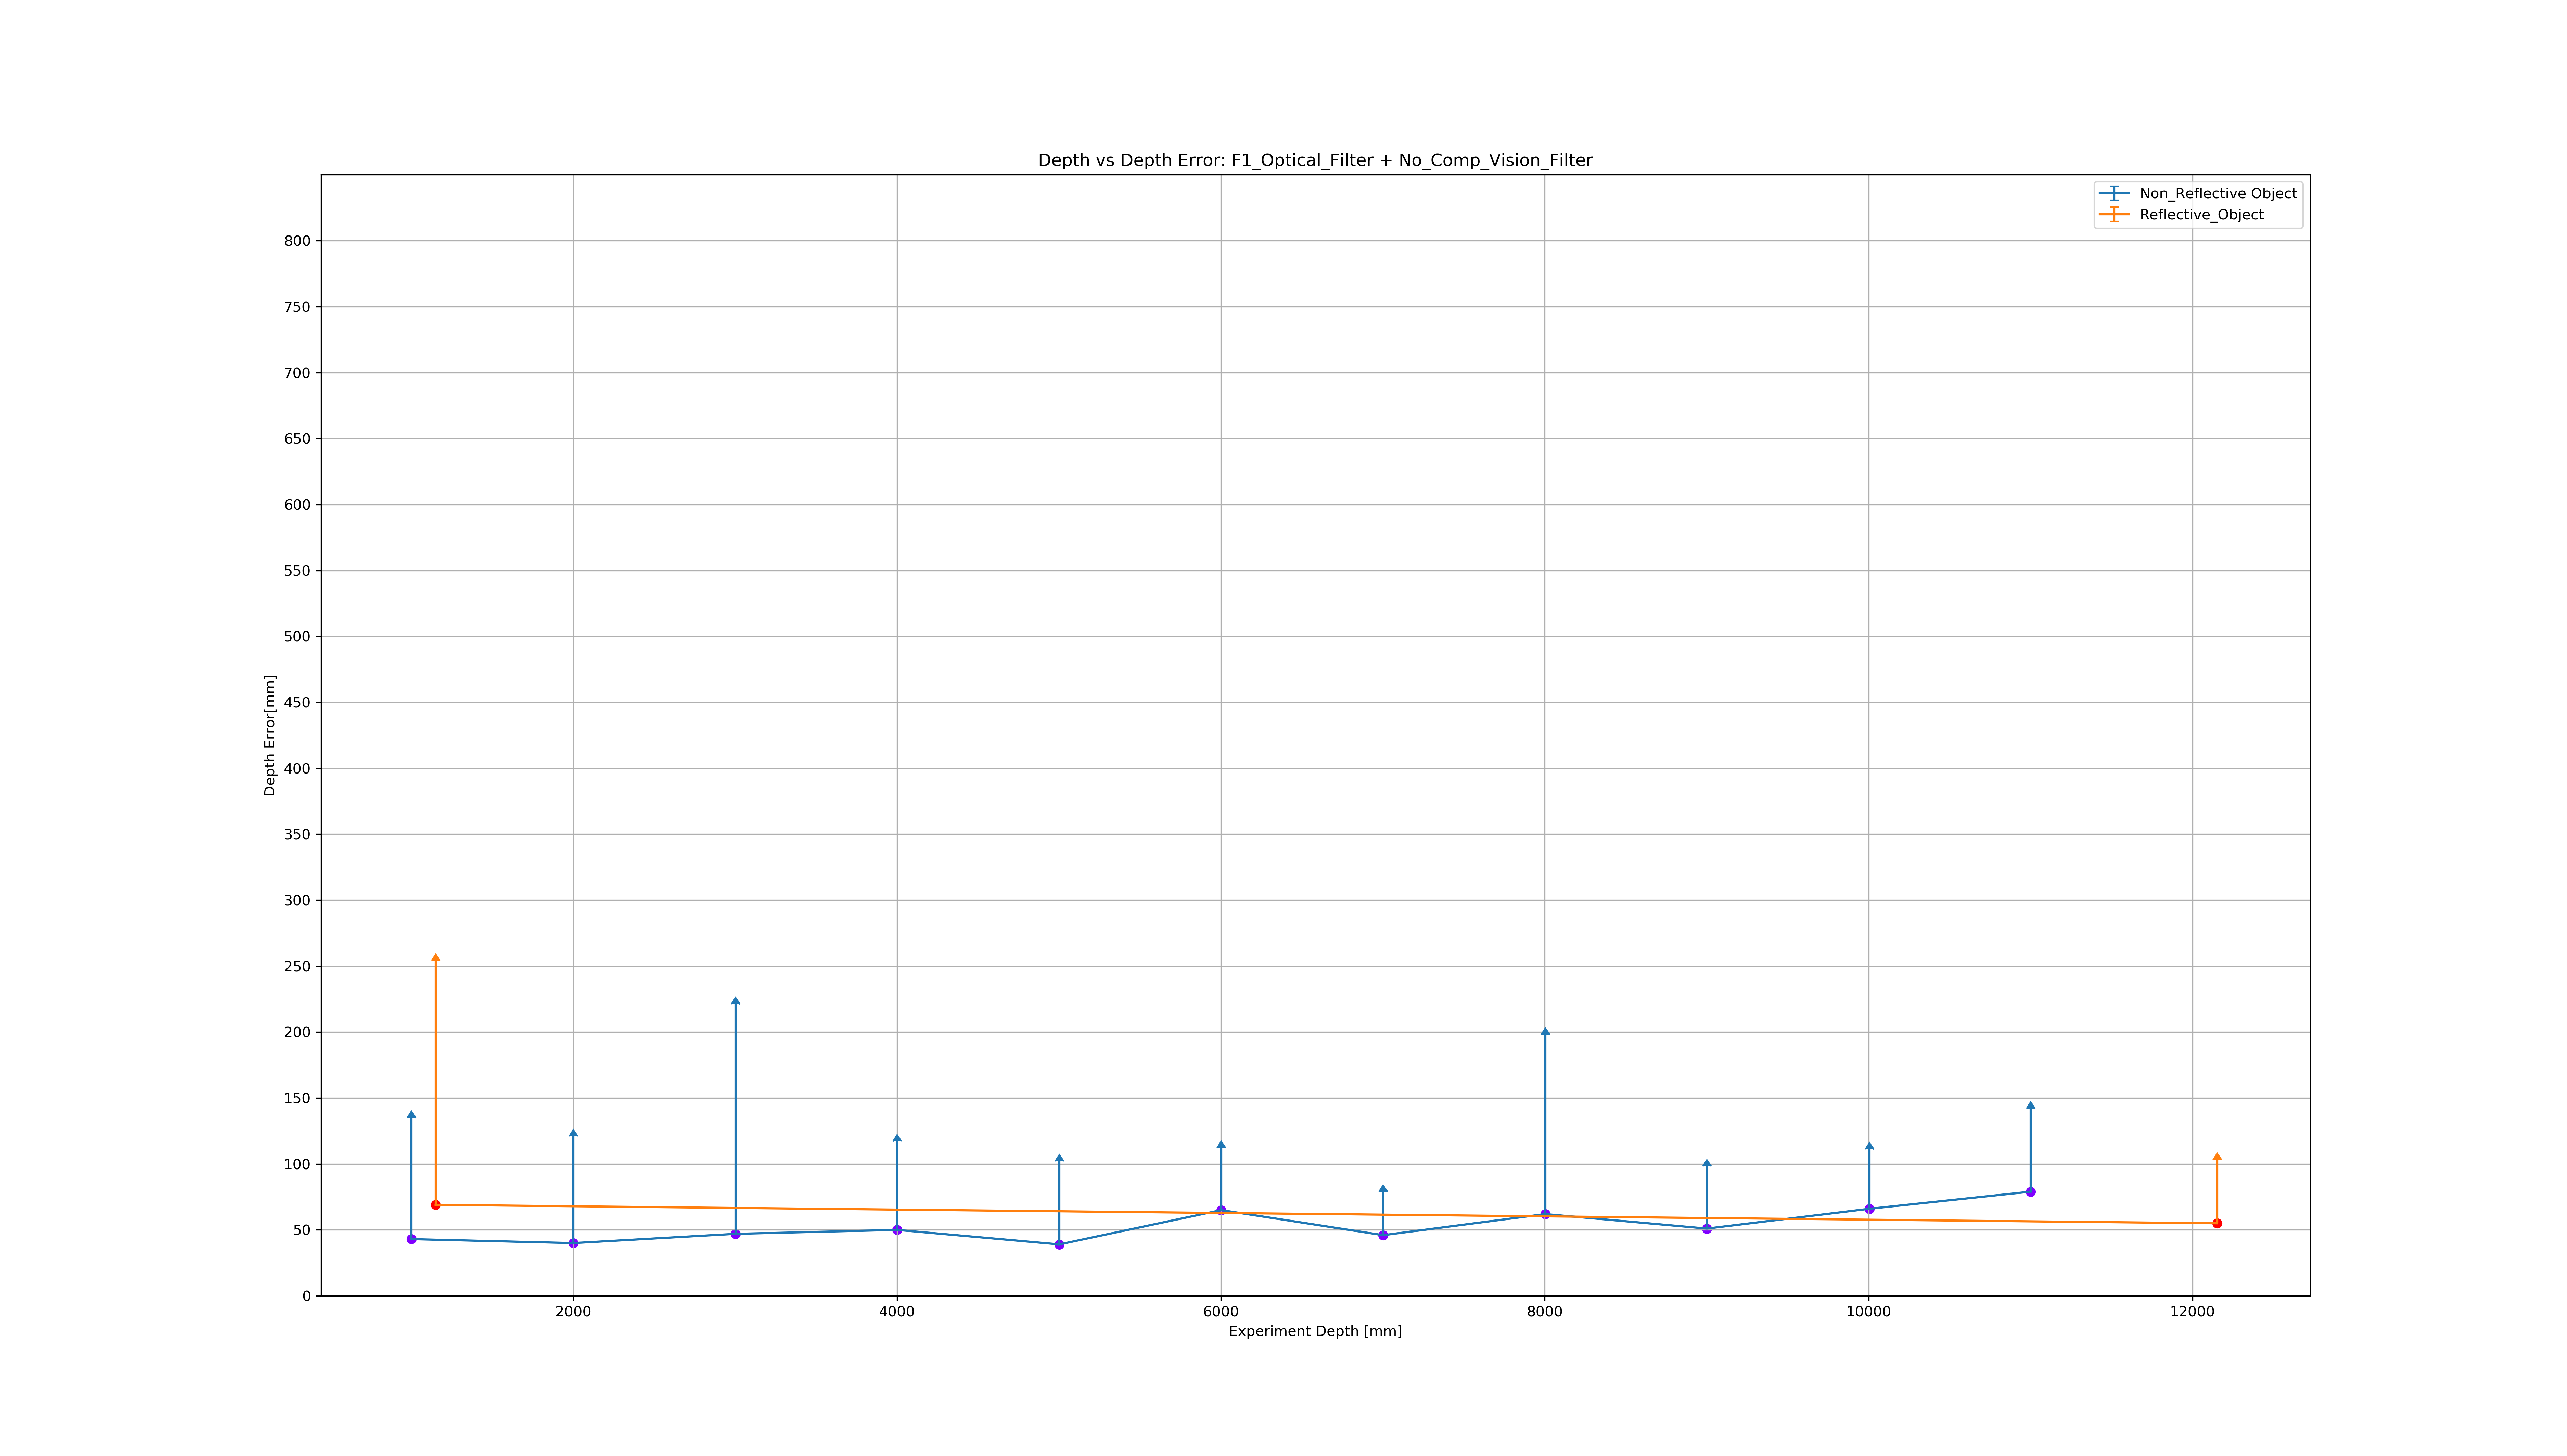 Depth vs Depth Error: F1_Optical_Filter + No_Comp_Vision_Filter
Non_Reflective Object
Reflective_Object
800
750
700
650
600
550
500
450
400
350
300
250
200
150
100
50
0
Depth Error[mm]
2000 4000 6000 8000 10000 12000
Experiment Depth [mm]